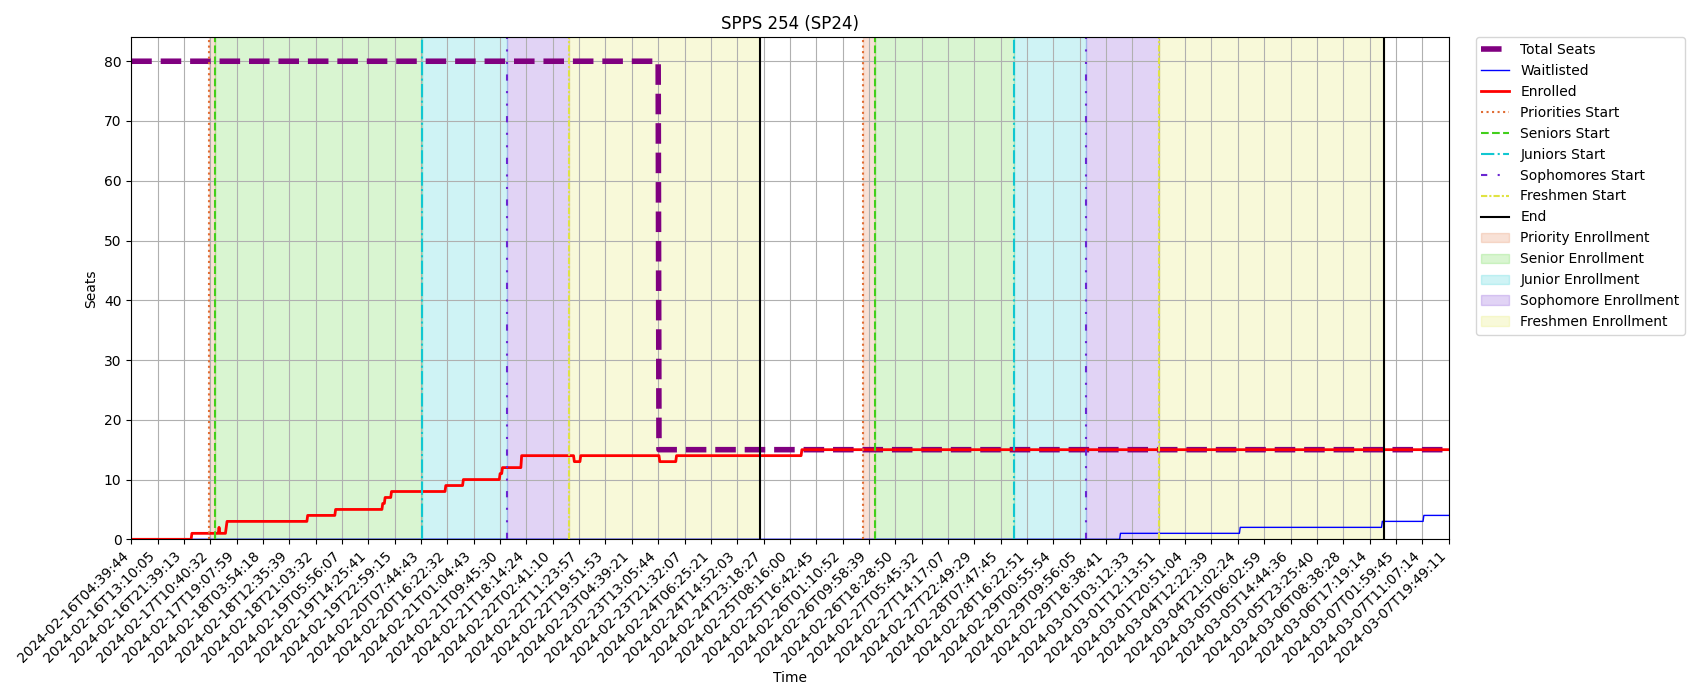 SPPS 254 (SP24)
80
70
60
50
40
30
20
10
0
Seats
2024-02-16T04:39:44
2024-02-16T13:10:05
2024-02-16T21:39:13
2024-02-17T10:40:32
2024-02-17T19:07:59
2024-02-18T03:54:18
2024-02-18T12:35:39
2024-02-18T21:03:32
2024-02-19T05:56:07
2024-02-19T14:25:41
2024-02-19T22:59:15
2024-02-20T07:44:43
2024-02-20T16:22:32
2024-02-21T01:04:43
2024-02-21T09:45:30
2024-02-21T18:14:24
2024-02-22T02:41:10
2024-02-22T11:23:57
2024-02-22T19:51:53
2024-02-23T04:39:21
2024-02-23T13:05:44
2024-02-23T21:32:07
2024-02-24T06:25:21
2024-02-24T14:52:03
2024-02-24T23:18:27
2024-02-25T08:16:00
2024-02-25T16:42:45
2024-02-26T01:10:52
2024-02-26T09:58:39
2024-02-26T18:28:50
2024-02-27T05:45:32
2024-02-27T14:17:07
2024-02-27T22:49:29
2024-02-28T07:47:45
2024-02-28T16:22:51
2024-02-29T00:55:54
2024-02-29T09:56:05
2024-02-29T18:38:41
2024-03-01T03:12:33
2024-03-01T12:13:51
2024-03-01T20:51:04
2024-03-04T12:22:39
2024-03-04T21:02:24
2024-03-05T06:02:59
2024-03-05T14:44:36
2024-03-05T23:25:40
2024-03-06T08:38:28
2024-03-06T17:19:14
2024-03-07T01:59:45
2024-03-07T11:07:14
2024-03-07T19:49:11
Time
Total Seats
Waitlisted
Enrolled
Priorities Start
Seniors Start
Juniors Start
Sophomores Start
Freshmen Start
End
Priority Enrollment
Senior Enrollment
Junior Enrollment
Sophomore Enrollment
Freshmen Enrollment